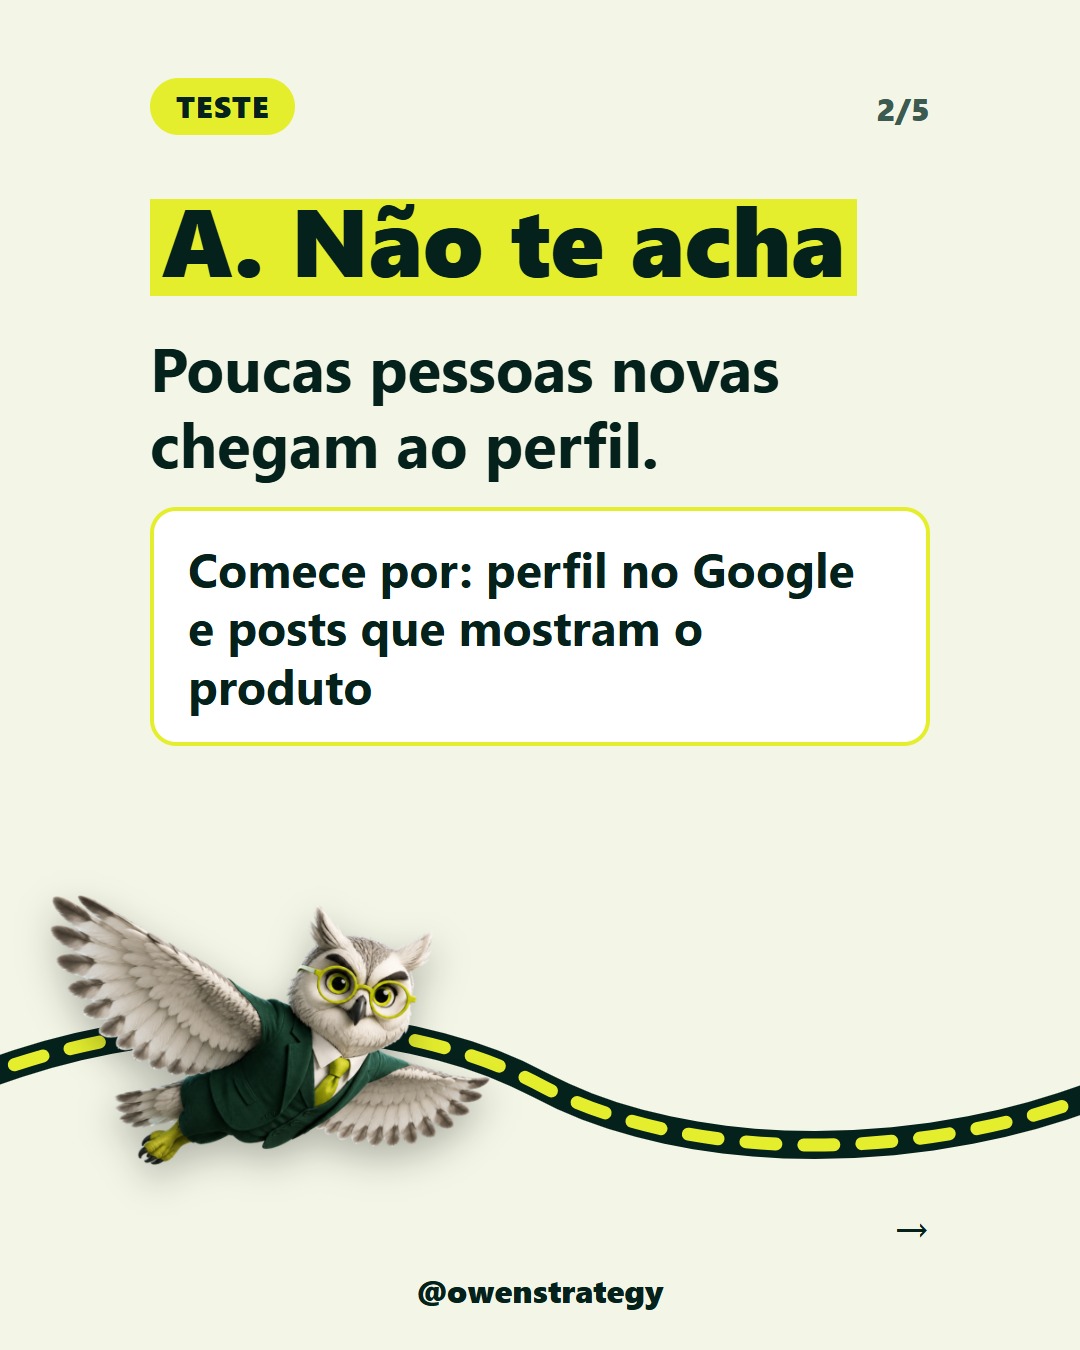 TESTE
2/5
A. Não te acha
Poucas pessoas novas
chegam ao perfil.
Comece por: perfil no Google
e posts que mostram o
produto
→
@owenstrategy